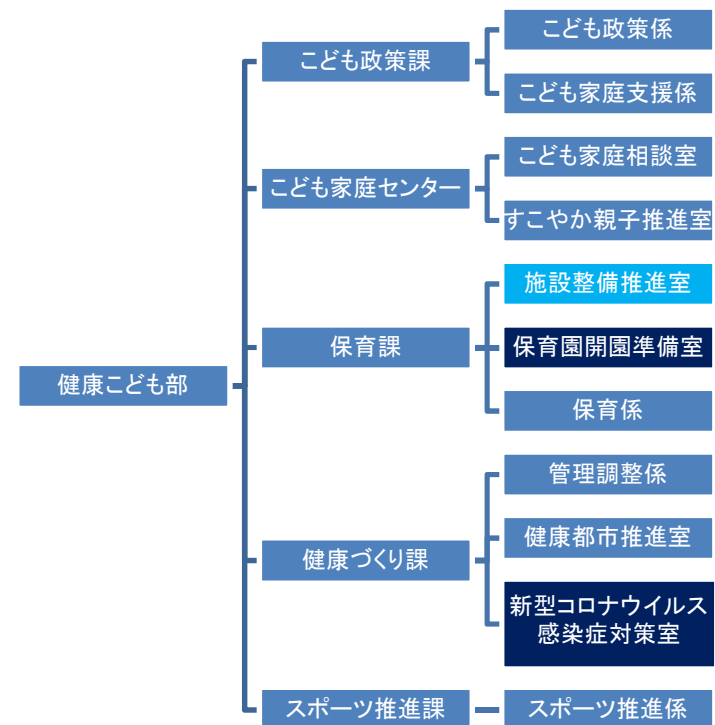 健康こども部
こども政策課
こども政策係
こども家庭支援係
こども家庭センター
こども家庭相談室
すこやか親子推進室
保育課
施設整備推進室
保育園開園準備室
保育係
健康づくり課
管理調整係
健康都市推進室
新型コロナウイルス
感染症対策室
スポーツ推進課
スポーツ推進係